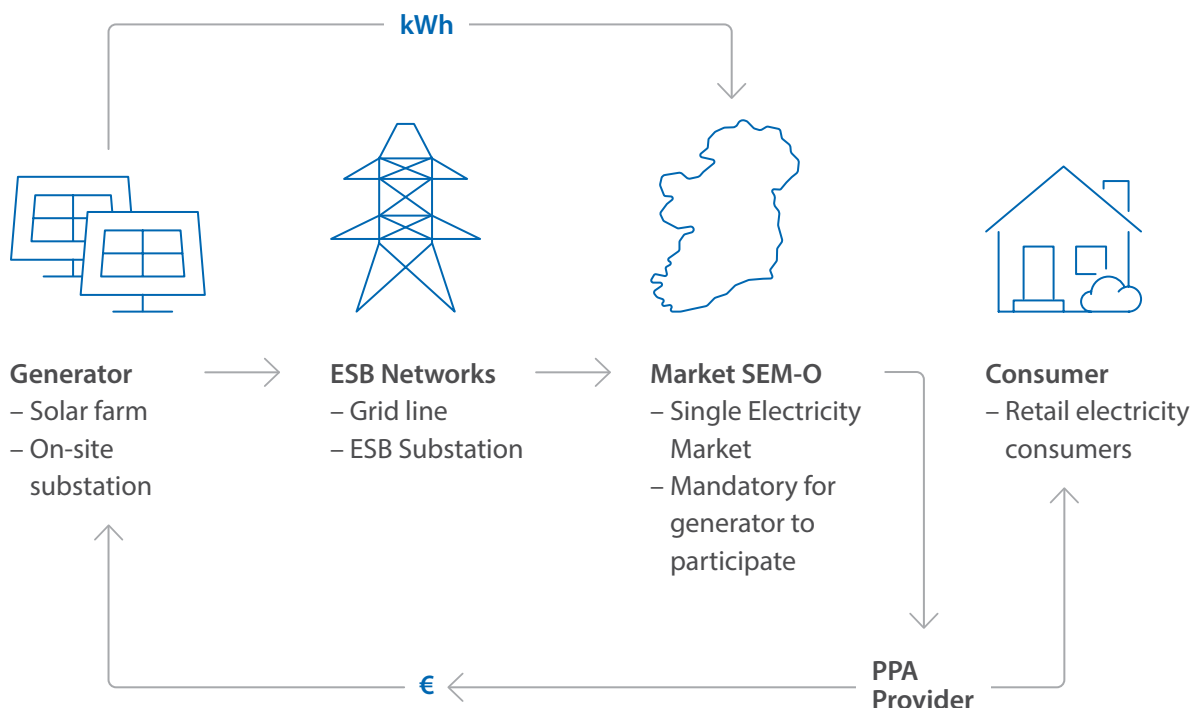 kWh
Generator
– Solar farm
– On-site
substation
ESB Networks
– Grid line
– ESB Substation
Market SEM-O
– Single Electricity
Market
– Mandatory for
generator to
participate
Consumer
– Retail electricity
consumers
€
PPA
Provider